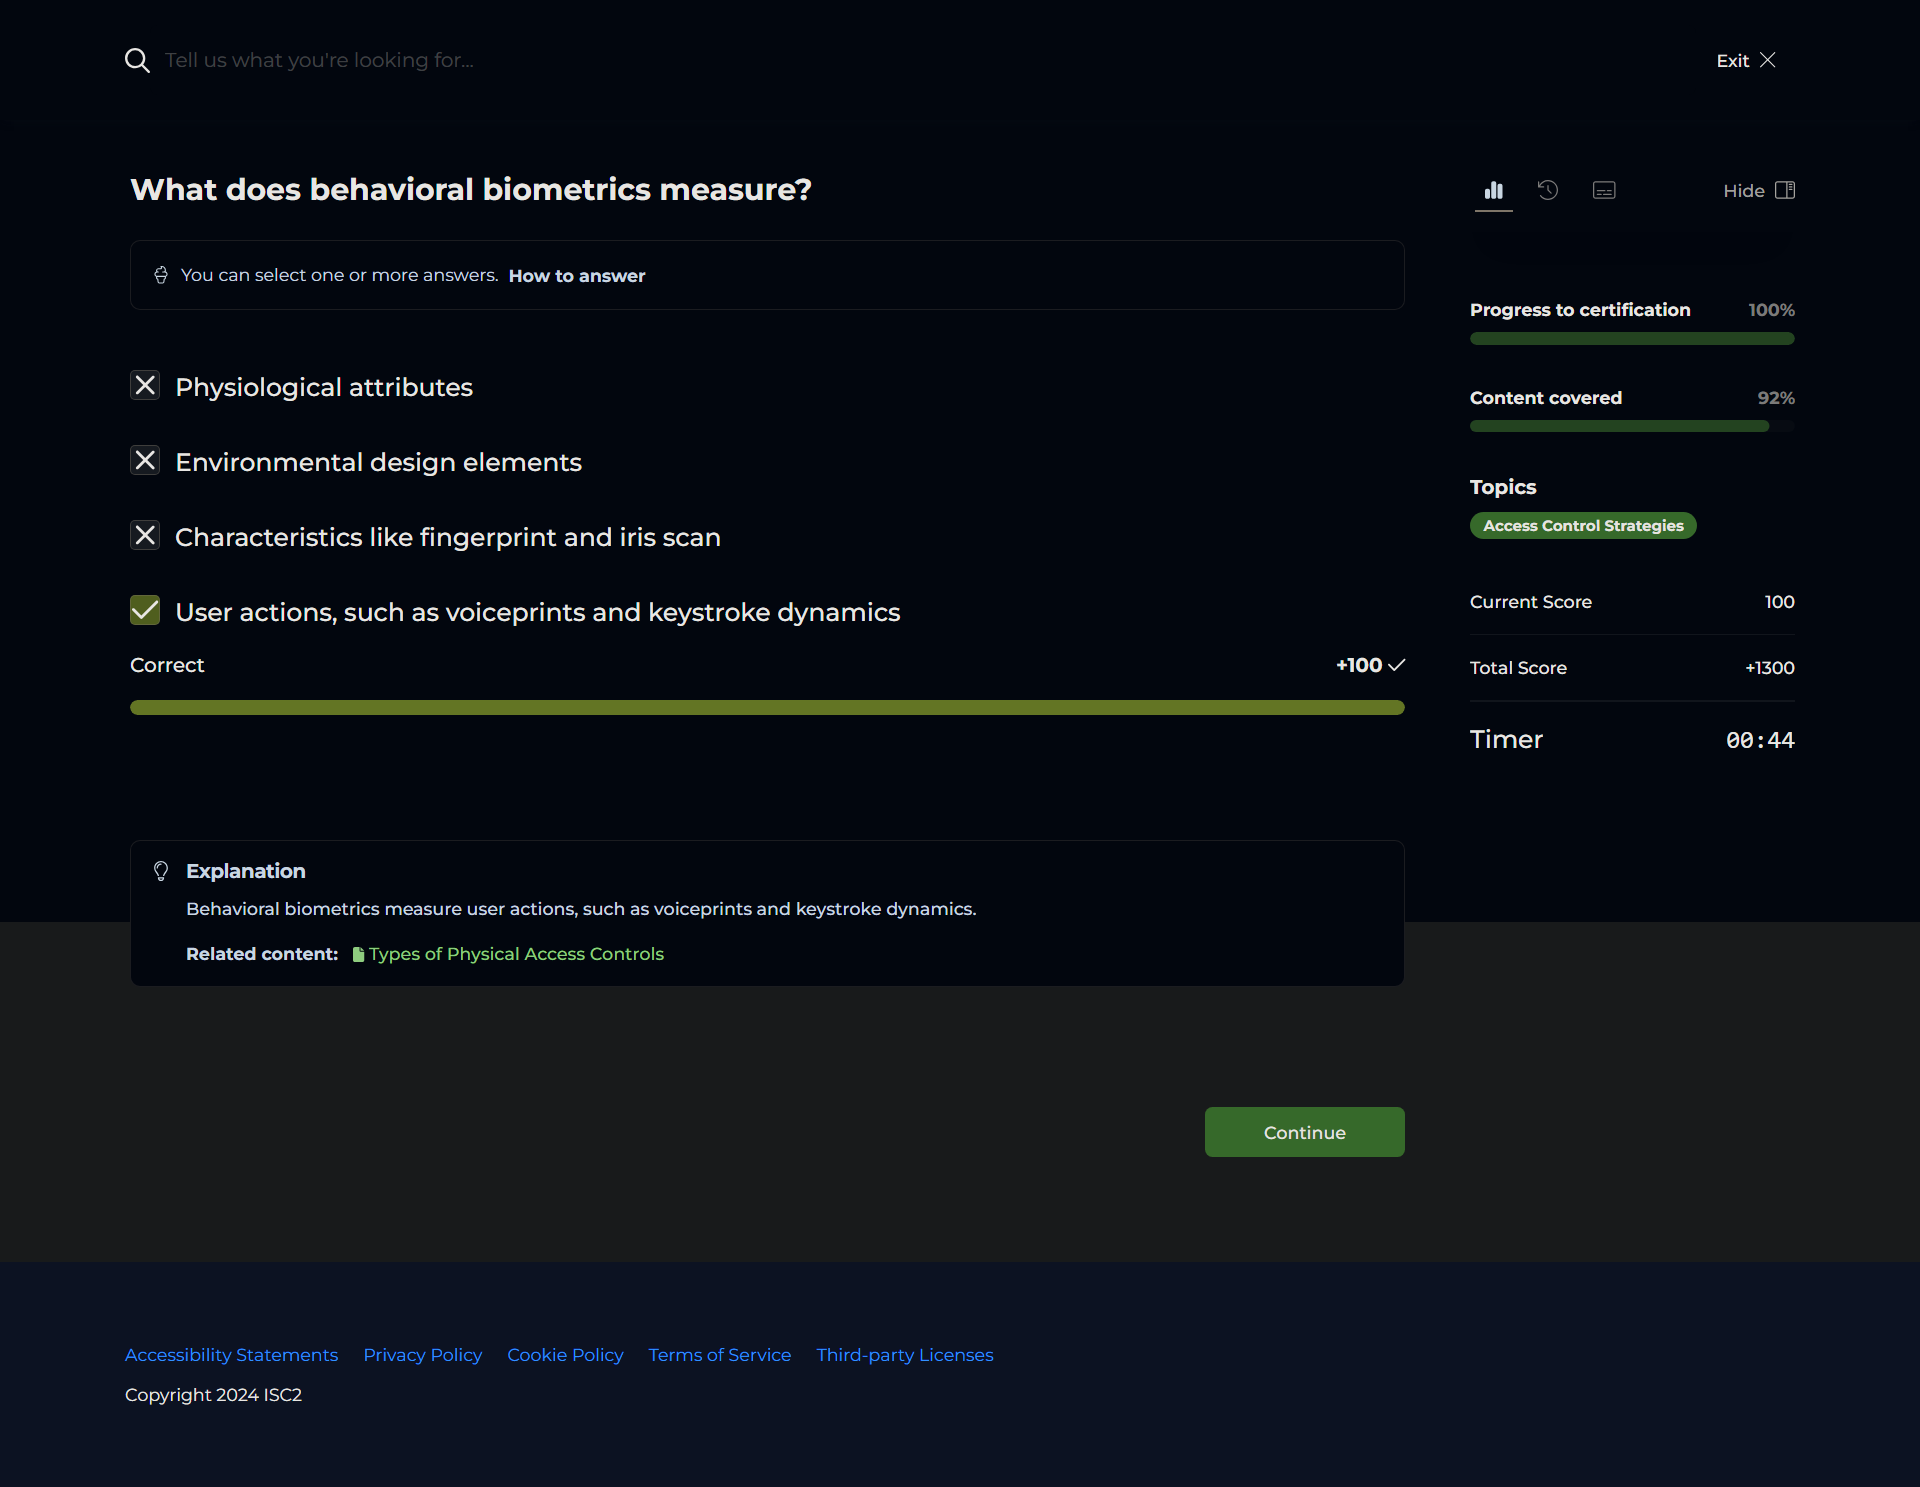 Tell us what you're looking for...
Exit
What does behavioral biometrics measure?
You can select one or more answers. How to answer
Physiological attributes
Environmental design elements
Characteristics like fingerprint and iris scan
User actions, such as voiceprints and keystroke dynamics
Correct +100
Explanation
Behavioral biometrics measure user actions, such as voiceprints and keystroke dynamics.
Related content: Types of Physical Access Controls
Continue
Hide
Progress to certification 100%
Content covered 92%
Topics
Access Control Strategies
Current Score 100
Total Score +1300
Timer 00:44
Accessibility Statements Privacy Policy Cookie Policy Terms of Service Third-party Licenses
Copyright 2024 ISC2